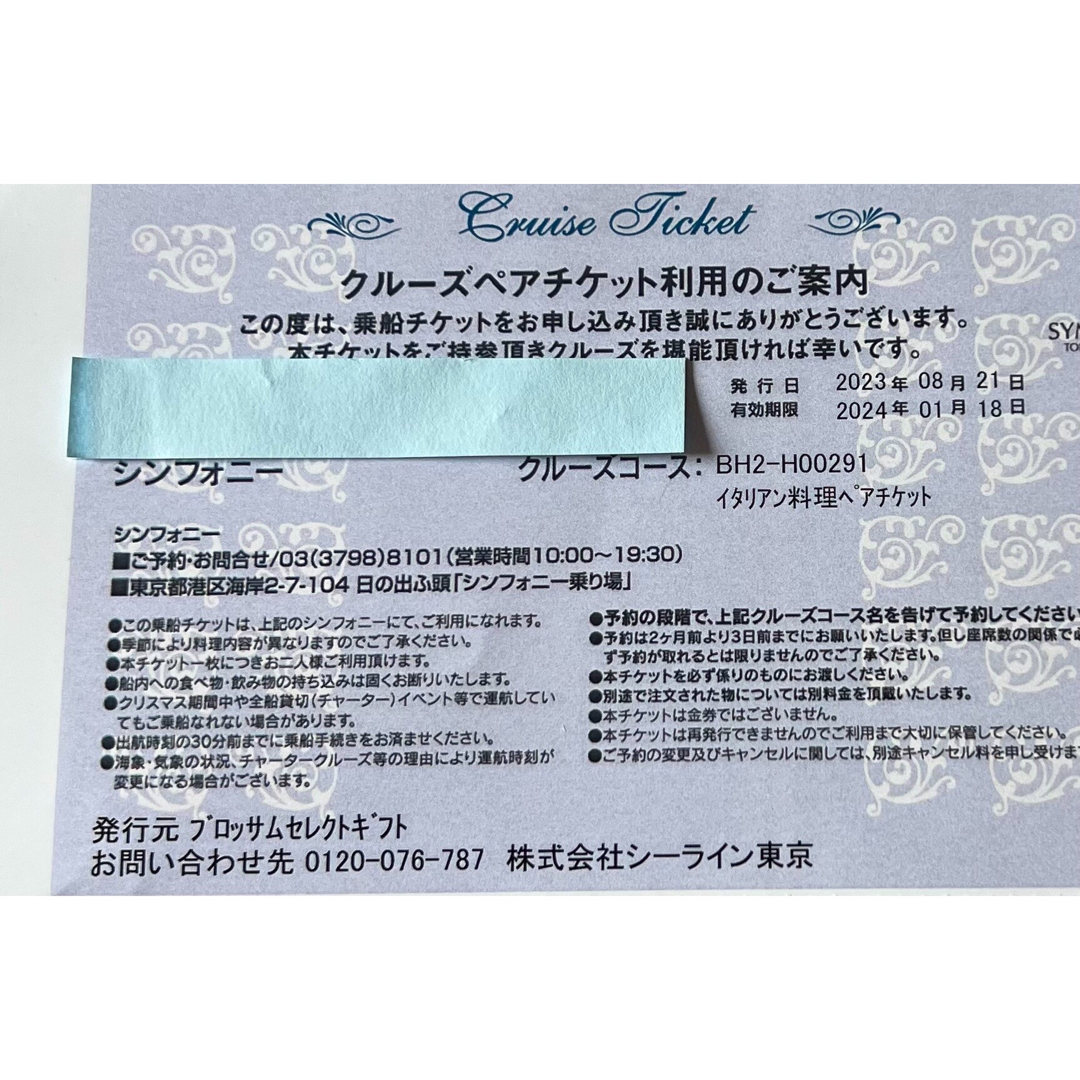 Cruise Ticket
クルーズペアチケット利用のご案内
この度は、乗船チケットをお申し込み頂き誠にありがとうございます。
本チケットをご持参頂きクルーズを堪能頂ければ幸いです。
SY
TO
発行日 2023年 08月 21日
有効期限 2024年 01月 18日
シンフォニー
クルーズコース: BH2-H00291
ｲﾀﾘｱﾝ料理ﾍﾟｱﾁｹｯﾄ
シンフォニー
■ご予約・お問合せ/03(3798)8101(営業時間10:00〜19:30)
■東京都港区海岸2-7-104 日の出ふ頭「シンフォニー乗り場」
●この乗船チケットは、上記のシンフォニーにて、ご利用になれます。
●季節により料理内容が異なりますのでご了承ください。
●本チケット一枚につきお二人様ご利用頂けます。
●船内への食べ物・飲み物の持ち込みは固くお断りいたします。
●クリスマス期間中や全船貸切(チャーター)イベント等で運航してい
てもご乗船なれない場合があります。
●出航時刻の30分前までに乗船手続きをお済ませください。
●海象・気象の状況、チャータークルーズ等の理由により運航時刻が
変更になる場合がございます。
●予約の段階で、上記クルーズコース名を告げて予約してください
●予約は2ヶ月前より3日前までにお願いいたします。但し座席数の関係で必
ず予約が取れるとは限りませんのでご了承ください。
●本チケットを必ず係りのものにお渡しください。
●別途で注文された物については別料金を頂戴いたします。
●本チケットは金券ではございません。
●本チケットは再発行できませんのでご利用まで大切に保管してください。
●ご予約の変更及びキャンセルに関しては、別途キャンセル料を申し受けま
発行元 ﾌﾞﾛｯｻﾑｾﾚｸﾄｷﾞﾌﾄ
お問い合わせ先 0120-076-787 株式会社シーライン東京